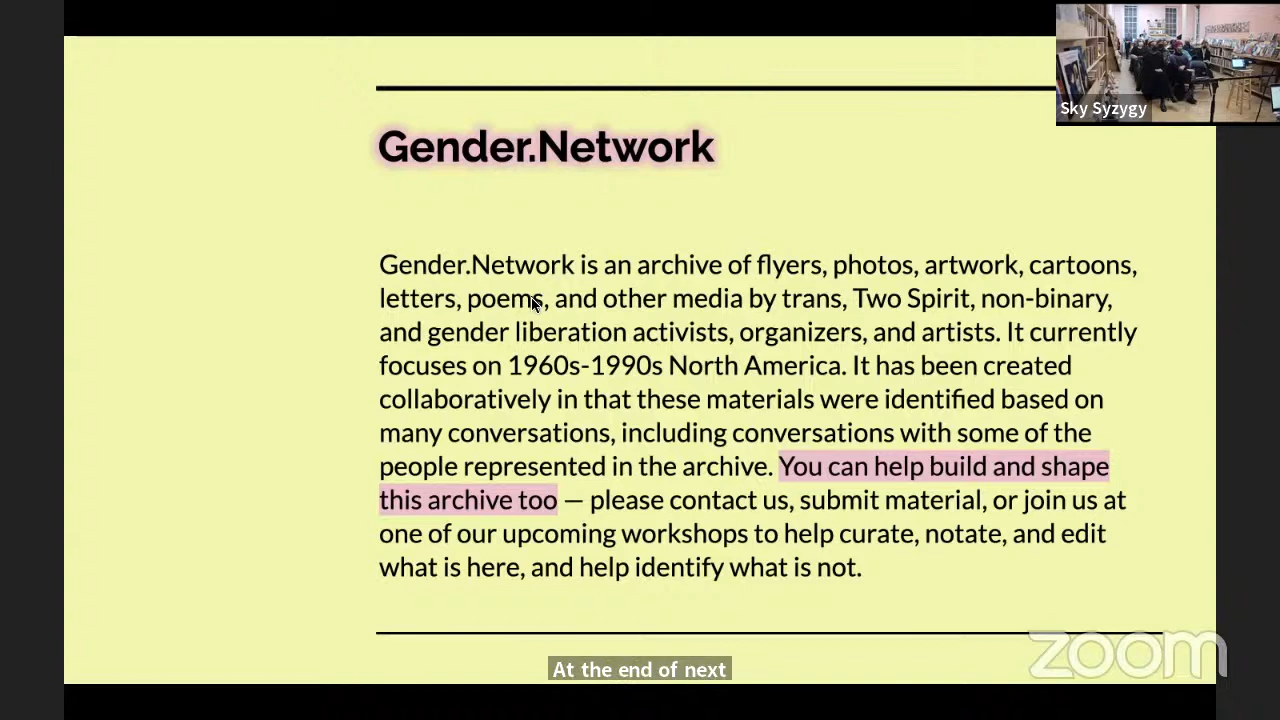 Sky Syzygy
Gender.Network
Gender.Network is an archive of flyers, photos, artwork, cartoons,
letters, poems, and other media by trans, Two Spirit, non-binary,
and gender liberation activists, organizers, and artists. It currently
focuses on 1960s-1990s North America. It has been created
collaboratively in that these materials were identified based on
many conversations, including conversations with some of the
people represented in the archive. You can help build and shape
this archive too — please contact us, submit material, or join us at
one of our upcoming workshops to help curate, notate, and edit
what is here, and help identify what is not.
zoom
At the end of next